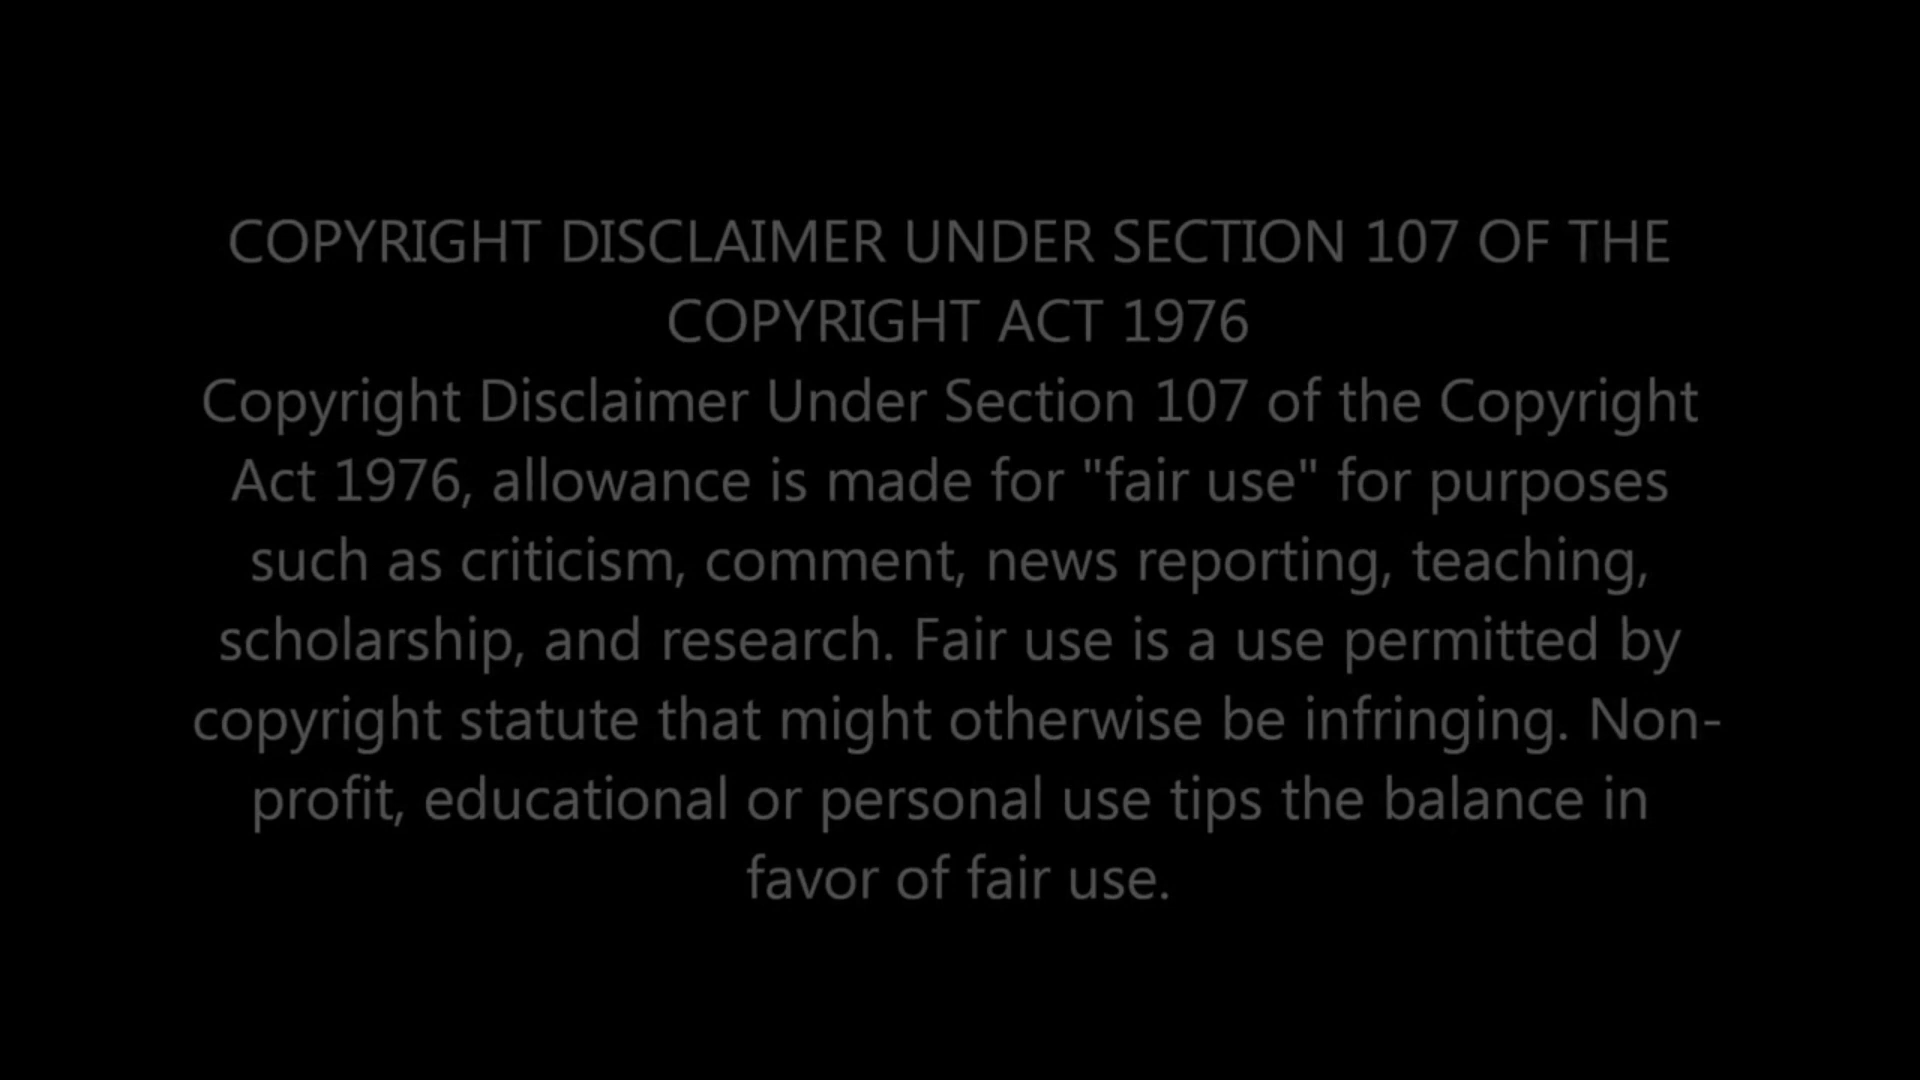 COPYRIGHT DISCLAIMER UNDER SECTION 107 OF THE
COPYRIGHT ACT 1976
Copyright Disclaimer Under Section 107 of the Copyright
Act 1976, allowance is made for "fair use" for purposes
such as criticism, comment, news reporting, teaching,
scholarship, and research. Fair use is a use permitted by
copyright statute that might otherwise be infringing. Non-
profit, educational or personal use tips the balance in
favor of fair use.